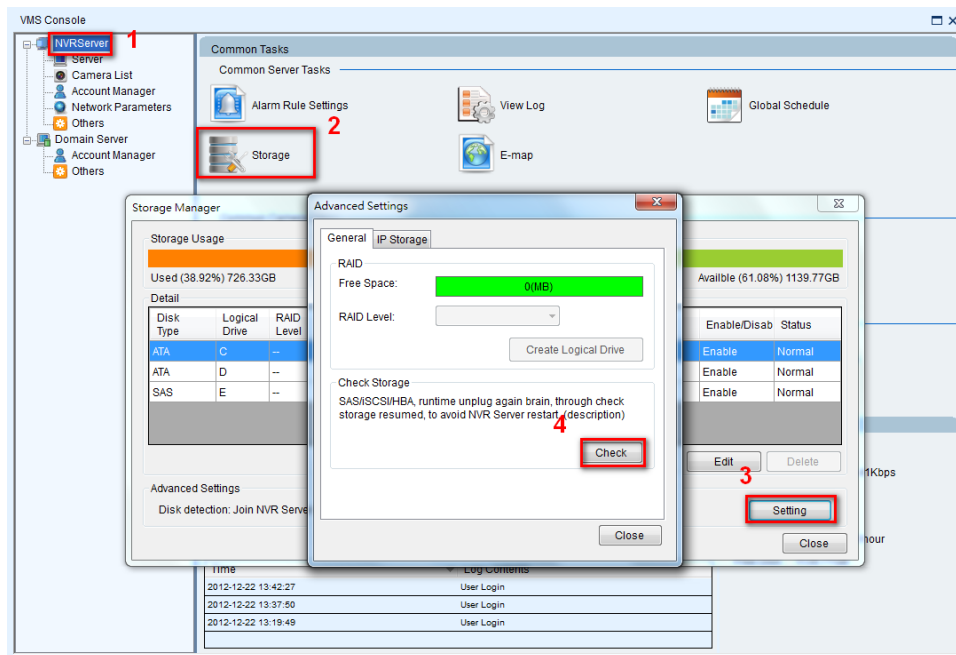 VMS Console
NVRServer
1
Server
Camera List
Account Manager
Network Parameters
Others
Domain Server
Account Manager
Others
Common Tasks
Common Server Tasks
Alarm Rule Settings
View Log
Global Schedule
2
Storage
E-map
Storage Manager
Storage Usage
Used (38.92%) 726.33GB
Availble (61.08%) 1139.77GB
Detail
Disk Type Logical Drive RAID Level Enable/Disab Status
ATA C -- Enable Normal
ATA D -- Enable Normal
SAS E -- Enable Normal
Edit
Delete
3
Advanced Settings
Disk detection: Join NVR Serve
Setting
Close
Advanced Settings
General
IP Storage
RAID
Free Space:
0(MB)
RAID Level:
Create Logical Drive
Check Storage
SAS/iSCSI/HBA, runtime unplug again brain, through check
storage resumed, to avoid NVR Server restart. (description)
4
Check
Close
1Kbps
hour
Time Log Contents
2012-12-22 13:42:27 User Login
2012-12-22 13:37:50 User Login
2012-12-22 13:19:49 User Login